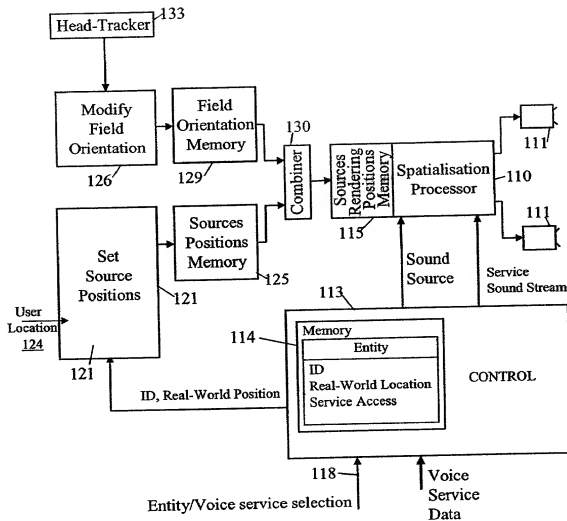 Head-Tracker
133
Modify
Field
Orientation
126
Field
Orientation
Memory
129
130
Combiner
Sources
Rendering
Positions
Memory
115
Spatialisation
Processor
110
111
111
Set
Source
Positions
121
121
Sources
Positions
Memory
125
User
Location
124
Sound
Source
Service
Sound Stream
113
114
Memory
Entity
ID
Real-World Location
Service Access
CONTROL
ID, Real-World Position
118
Entity/Voice service selection
Voice
Service
Data